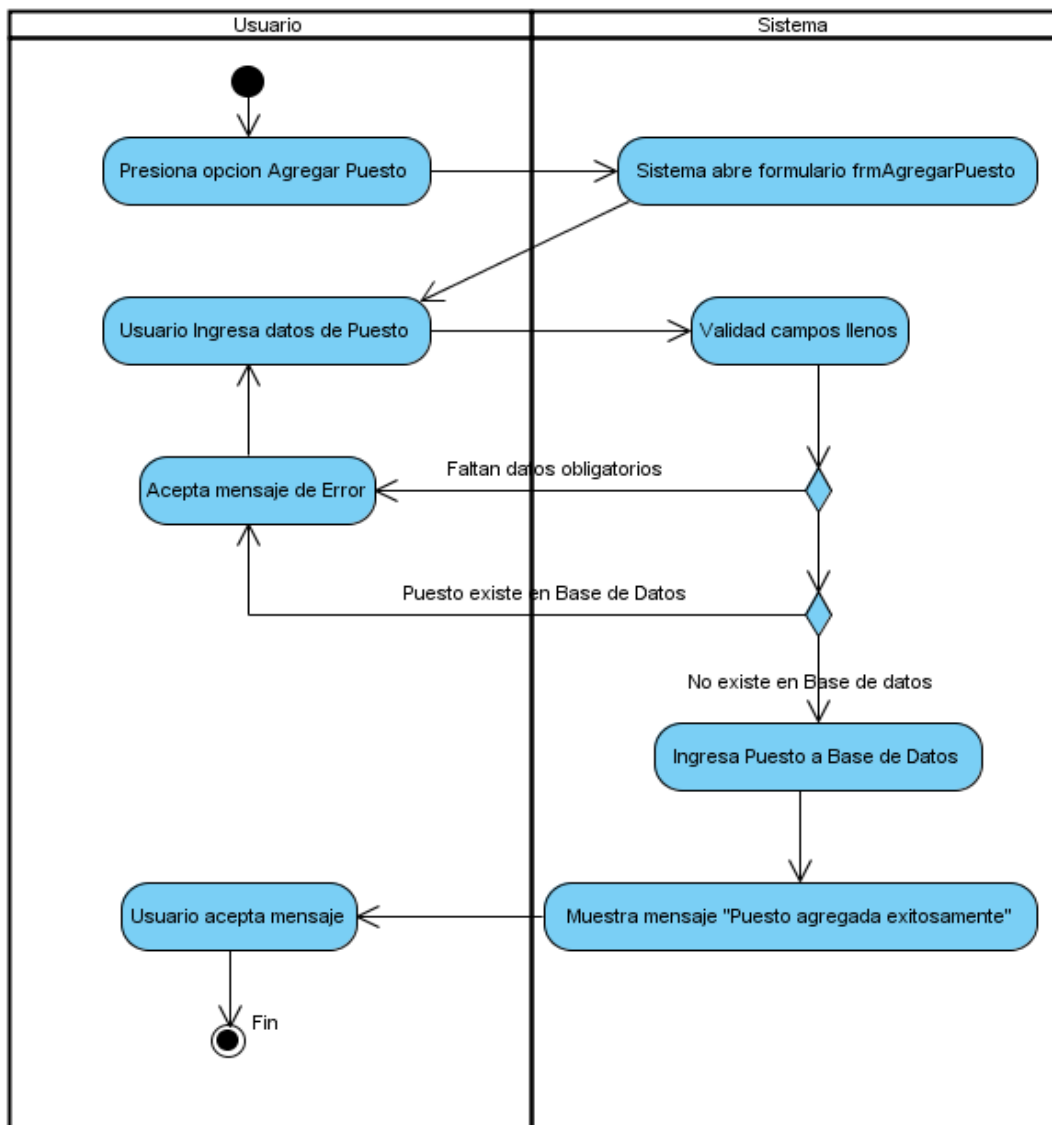 Usuario
Sistema
Presiona opcion Agregar Puesto
Sistema abre formulario frmAgregarPuesto
Usuario Ingresa datos de Puesto
Validad campos llenos
Faltan datos obligatorios
Acepta mensaje de Error
Puesto existe en Base de Datos
No existe en Base de datos
Ingresa Puesto a Base de Datos
Usuario acepta mensaje
Muestra mensaje "Puesto agregada exitosamente"
Fin